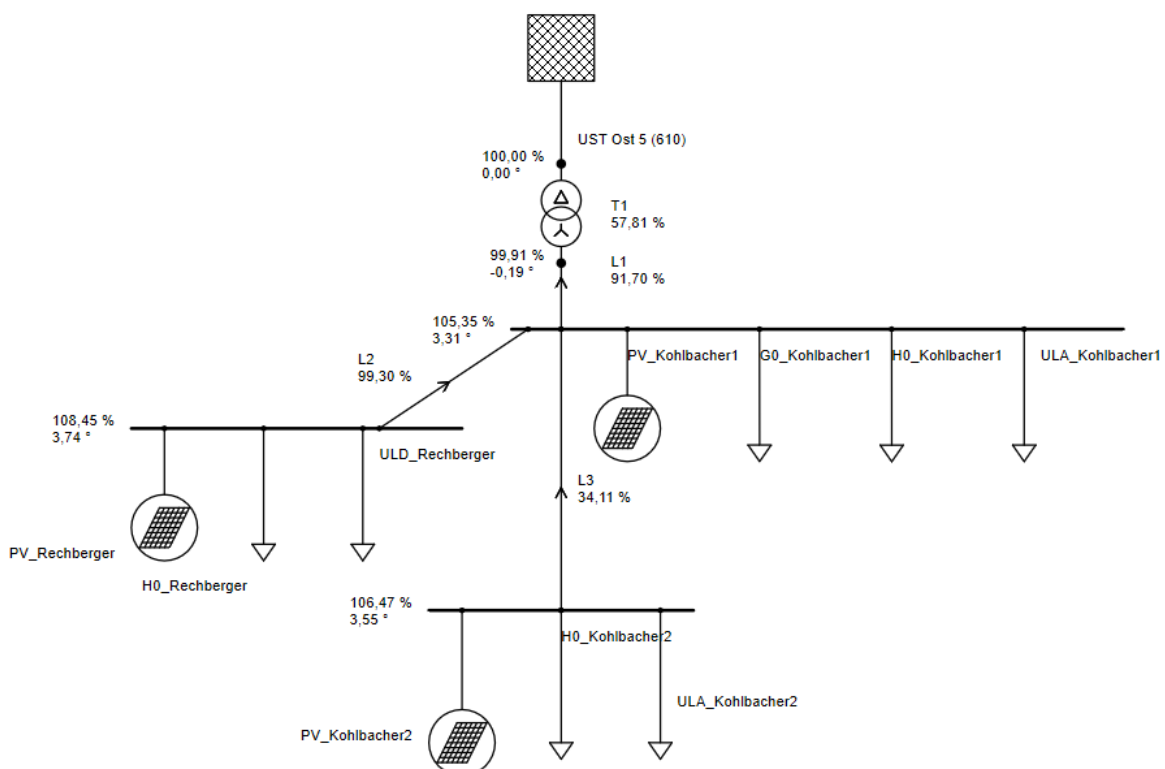 UST Ost 5 (610)
100,00 %
0,00 °
T1
57,81 %
99,91 %
-0,19 °
L1
91,70 %
105,35 %
3,31 °
PV_Kohlbacher1
G0_Kohlbacher1
H0_Kohlbacher1
ULA_Kohlbacher1
L2
99,30 %
108,45 %
3,74 °
ULD_Rechberger
L3
34,11 %
PV_Rechberger
H0_Rechberger
106,47 %
3,55 °
H0_Kohlbacher2
ULA_Kohlbacher2
PV_Kohlbacher2